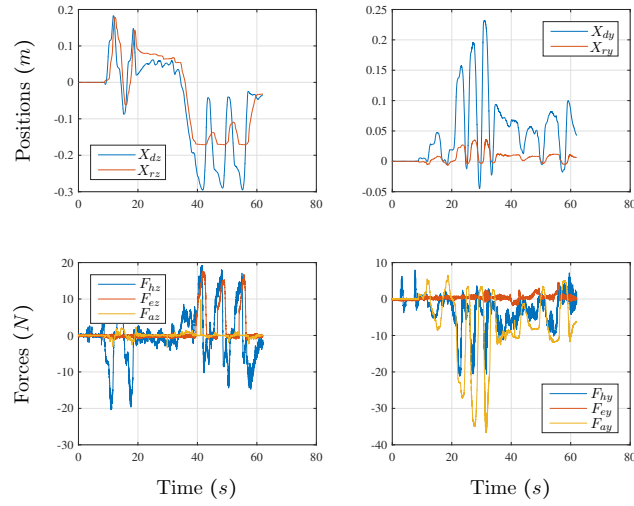 0.2
0.1
0
-0.1
-0.2
-0.3
0 20 40 60 80
X_dz
X_rz
Positions (m)
0.25
0.2
0.15
0.1
0.05
0
-0.05
0 20 40 60 80
X_dy
X_ry
20
10
0
-10
-20
-30
0 20 40 60 80
F_hz
F_ez
F_az
Forces (N)
Time (s)
10
0
-10
-20
-30
-40
0 20 40 60 80
F_hy
F_ey
F_ay
Time (s)